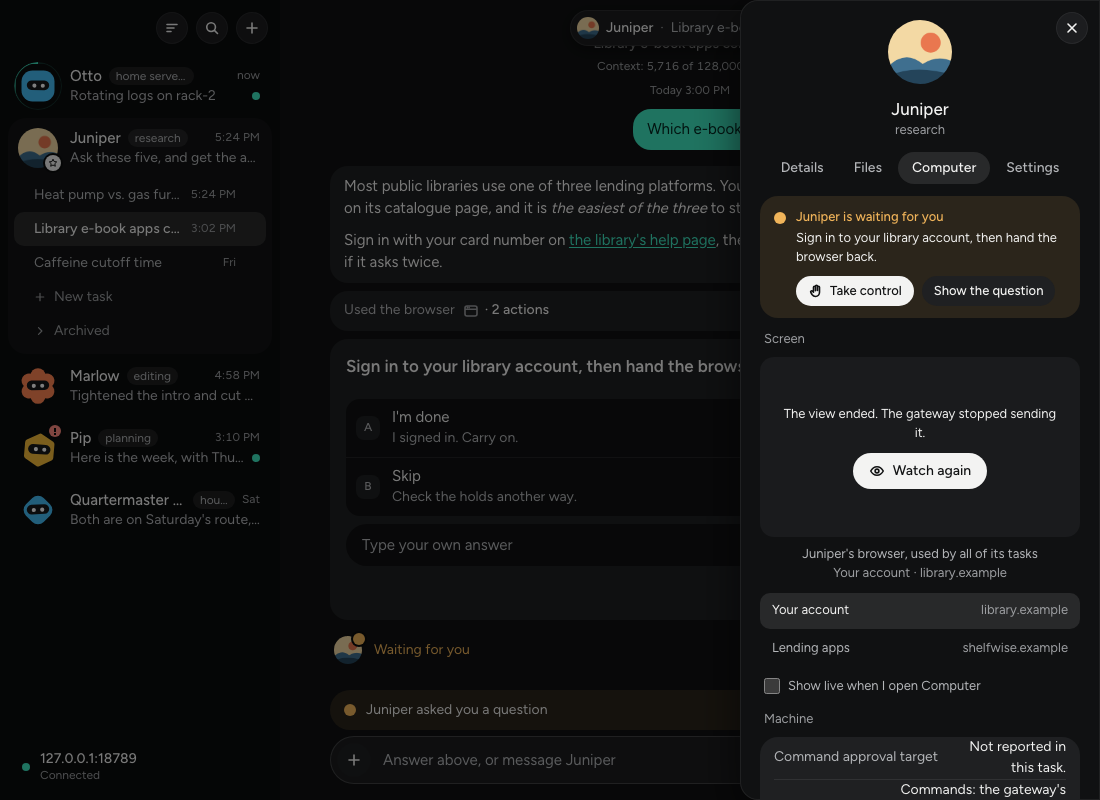 Otto home serve... now
Rotating logs on rack-2
Juniper research 5:24 PM
Ask these five, and get the a...
Heat pump vs. gas fur... 5:24 PM
Library e-book apps c... 3:02 PM
Caffeine cutoff time Fri
New task
Archived
Marlow editing 4:58 PM
Tightened the intro and cut ...
Pip planning 3:10 PM
Here is the week, with Thu...
Quartermaster ... hou... Sat
Both are on Saturday's route,...
127.0.0.1:18789
Connected
Juniper · Library e-b
Context: 5,716 of 128,000
Today 3:00 PM
Which e-book
Most public libraries use one of three lending platforms. You
on its catalogue page, and it is the easiest of the three to st
Sign in with your card number on the library's help page, the
if it asks twice.
Used the browser · 2 actions
Sign in to your library account, then hand the brows
A I'm done
I signed in. Carry on.
B Skip
Check the holds another way.
Type your own answer
Waiting for you
Juniper asked you a question
Answer above, or message Juniper
Juniper
research
Details Files Computer Settings
Juniper is waiting for you
Sign in to your library account, then hand the
browser back.
Take control Show the question
Screen
The view ended. The gateway stopped sending
it.
Watch again
Juniper's browser, used by all of its tasks
Your account · library.example
Your account library.example
Lending apps shelfwise.example
Show live when I open Computer
Machine
Command approval target Not reported in
this task.
Commands: the gateway's